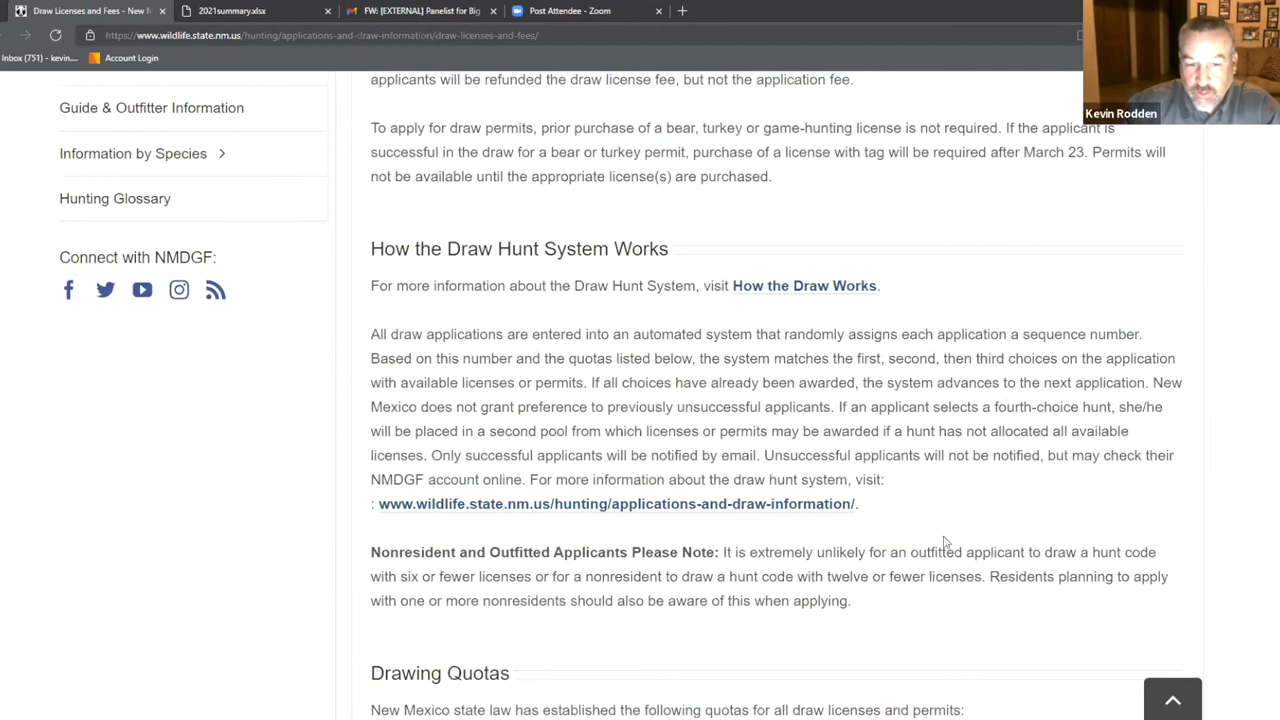 Draw Licenses and Fees - New M
2021summary.xlsx
FW: [EXTERNAL] Panelist for Big
Post Attendee - Zoom
https://www.wildlife.state.nm.us/hunting/applications-and-draw-information/draw-licenses-and-fees/
Inbox (751) - kevin....
Account Login
Kevin Rodden
Guide & Outfitter Information
Information by Species
Hunting Glossary
Connect with NMDGF:
applicants will be refunded the draw license fee, but not the application fee.
To apply for draw permits, prior purchase of a bear, turkey or game-hunting license is not required. If the applicant is
successful in the draw for a bear or turkey permit, purchase of a license with tag will be required after March 23. Permits will
not be available until the appropriate license(s) are purchased.
How the Draw Hunt System Works
For more information about the Draw Hunt System, visit How the Draw Works.
All draw applications are entered into an automated system that randomly assigns each application a sequence number.
Based on this number and the quotas listed below, the system matches the first, second, then third choices on the application
with available licenses or permits. If all choices have already been awarded, the system advances to the next application. New
Mexico does not grant preference to previously unsuccessful applicants. If an applicant selects a fourth-choice hunt, she/he
will be placed in a second pool from which licenses or permits may be awarded if a hunt has not allocated all available
licenses. Only successful applicants will be notified by email. Unsuccessful applicants will not be notified, but may check their
NMDGF account online. For more information about the draw hunt system, visit:
: www.wildlife.state.nm.us/hunting/applications-and-draw-information/.
Nonresident and Outfitted Applicants Please Note: It is extremely unlikely for an outfitted applicant to draw a hunt code
with six or fewer licenses or for a nonresident to draw a hunt code with twelve or fewer licenses. Residents planning to apply
with one or more nonresidents should also be aware of this when applying.
Drawing Quotas
New Mexico state law has established the following quotas for all draw licenses and permits: